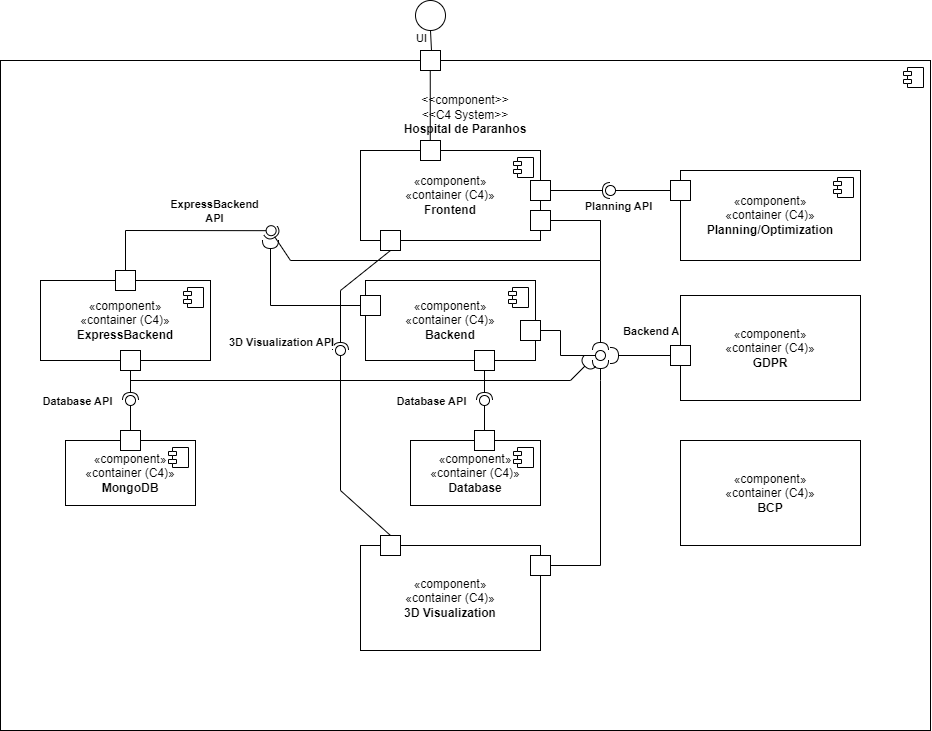 UI
<<component>>
<<C4 System>>
Hospital de Paranhos
«component»
«container (C4)»
Frontend
Planning API
«component»
«container (C4)»
Planning/Optimization
ExpressBackend
API
«component»
«container (C4)»
ExpressBackend
3D Visualization API
«component»
«container (C4)»
Backend
Backend A
«component»
«container (C4)»
GDPR
Database API
«component»
«container (C4)»
MongoDB
Database API
«component»
«container (C4)»
Database
«component»
«container (C4)»
BCP
«component»
«container (C4)»
3D Visualization